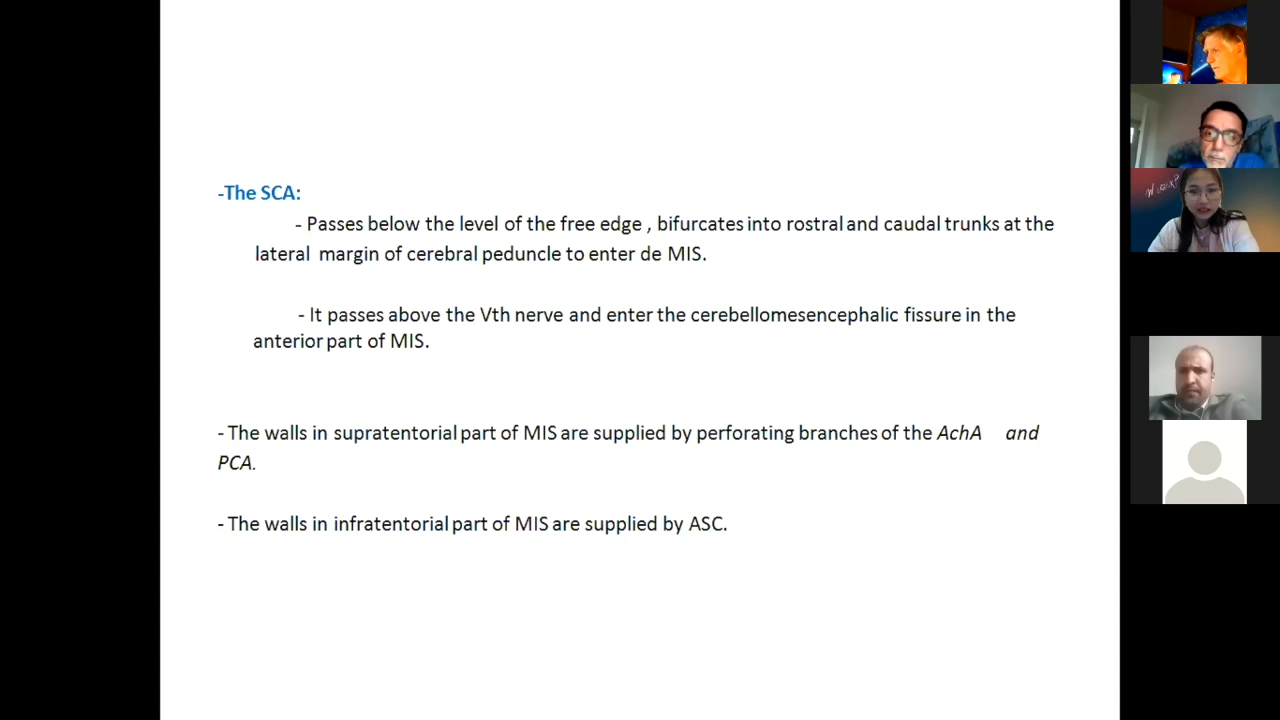 -The SCA:
- Passes below the level of the free edge , bifurcates into rostral and caudal trunks at the
lateral margin of cerebral peduncle to enter de MIS.
- It passes above the Vth nerve and enter the cerebellomesencephalic fissure in the
anterior part of MIS.
- The walls in supratentorial part of MIS are supplied by perforating branches of the AchA and
PCA.
- The walls in infratentorial part of MIS are supplied by ASC.